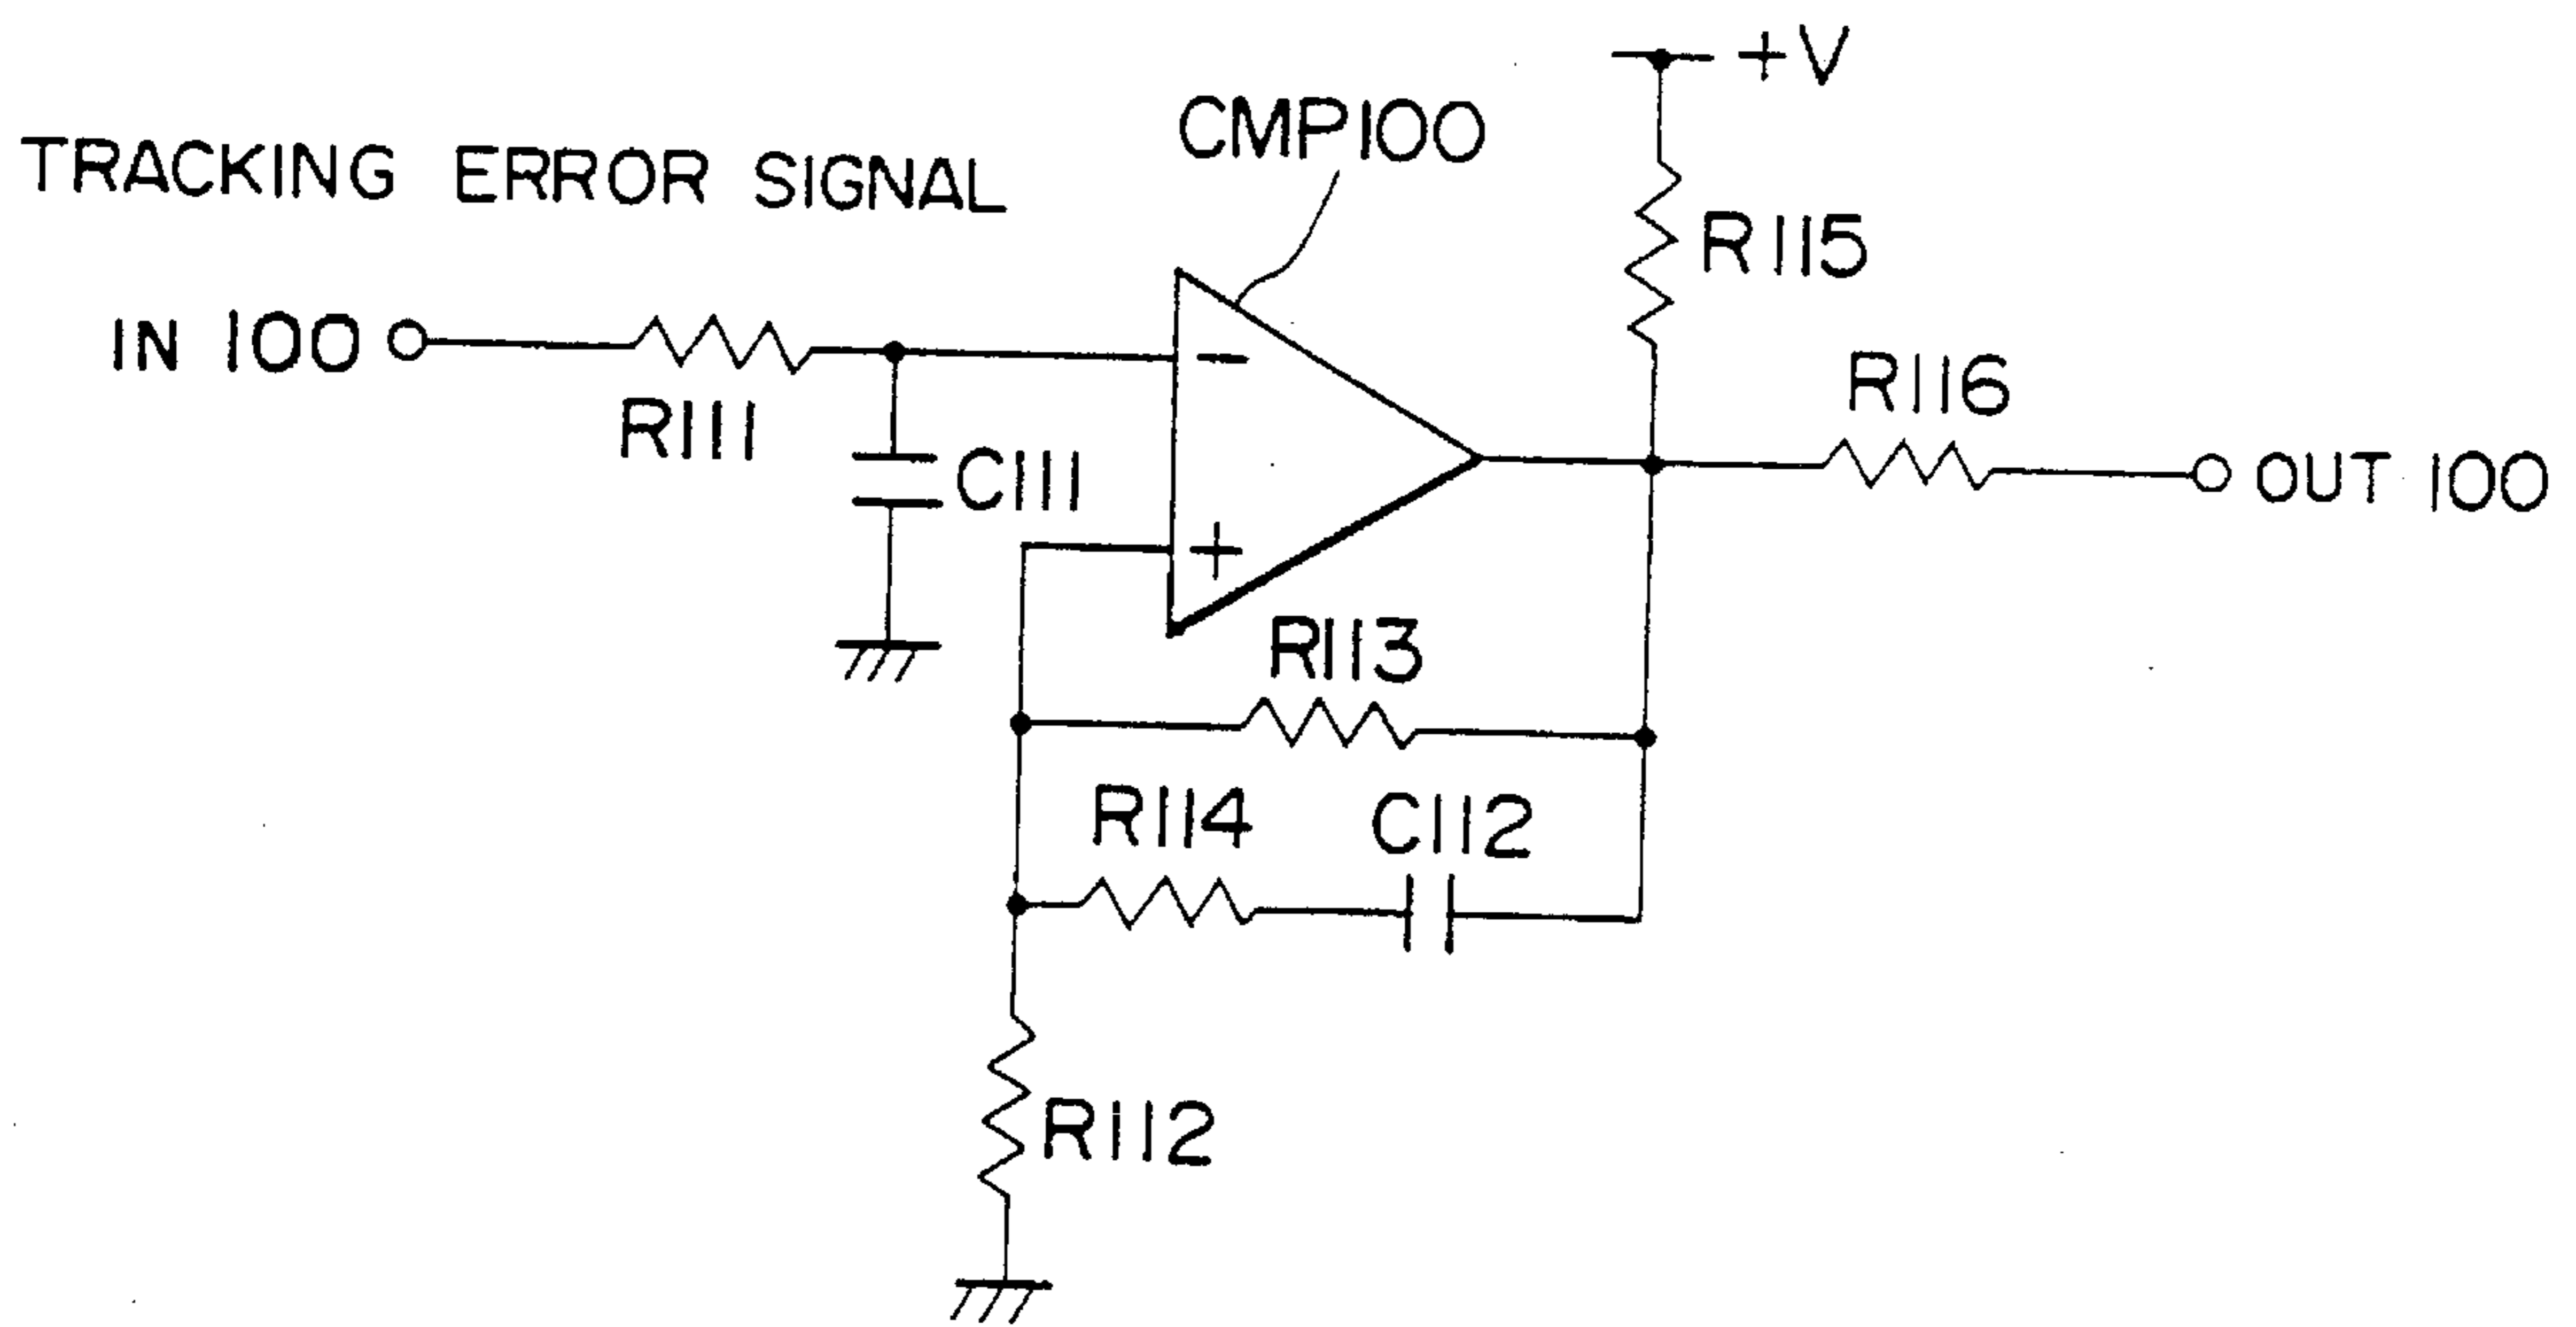 +V
CMP100
TRACKING ERROR SIGNAL
R115
IN 100
R116
R111
C111
OUT 100
−
+
R113
R114
C112
R112